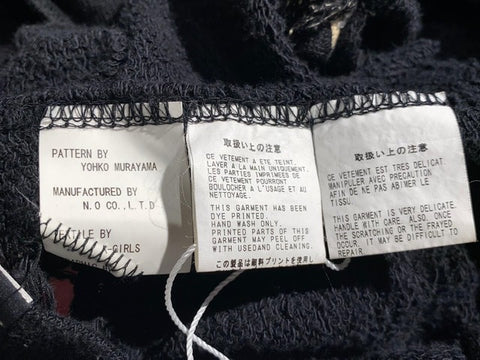 PATTERN BY
YOHKO MURAYAMA
MANUFACTURED BY
N.O CO.,L.T.D
BY
-GIRLS
取扱い上の注意
CE VETEMENT A ETE TEINT.
LAVER A LA MAIN UNIQUEMENT.
LES PARTIES IMPRIMEES DE
CE VETEMENT POURRONT
BOULOCHER A L'USAGE ET AU
NETTOYAGE.
THIS GARMENT HAS BEEN
DYE PRINTED.
HAND WASH ONLY.
PRINTED PARTS OF THIS
GARMENT MAY PEEL OFF
WITH USEOAND CLEANING.
この製品は顔料プリントを使用し
取扱い上の注意
CE VETEMENT EST TRES DELICAT.
MANIPULER AVEC PRECAUTION
AFIN DE NE PAS ABIMER LE
TISSU.
THIS GARMENT IS VERY DELICATE.
HANDLE WITH CARE. ALSO, ONCE
THE SCRATCHING OR THE FRAYED
OCOUR, IT MAY BE DIFFICULT TO
REPAIR.